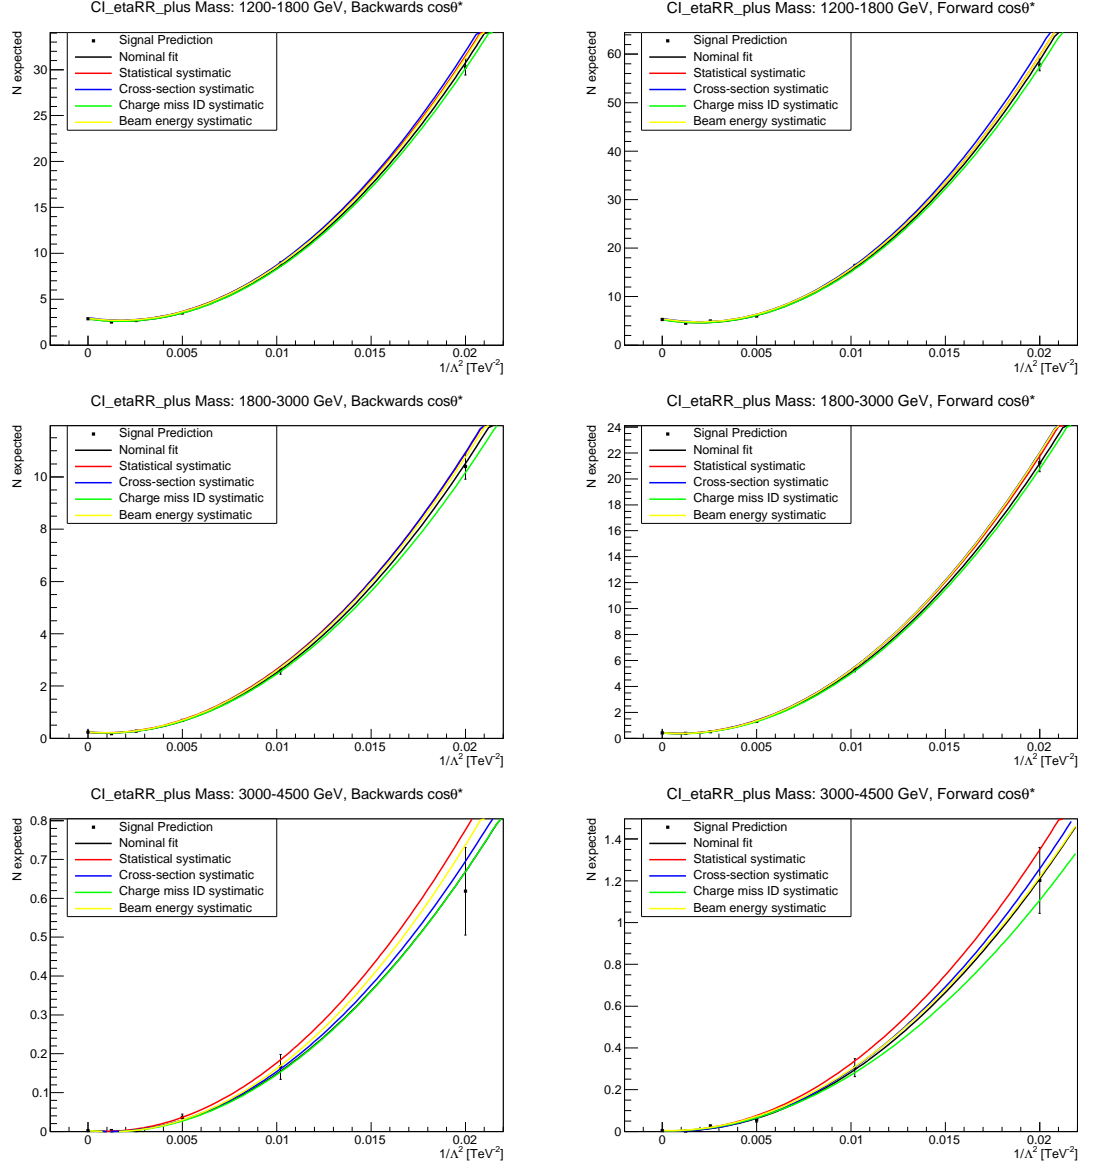 CI_etaRR_plus Mass: 1200-1800 GeV, Backwards cosθ*
N expected
Signal Prediction
Nominal fit
Statistical systematic
Cross-section systematic
Charge miss ID systematic
Beam energy systematic
30
25
20
15
10
5
0
0 0.005 0.01 0.015 0.02
1/Λ² [TeV⁻²]
CI_etaRR_plus Mass: 1200-1800 GeV, Forward cosθ*
N expected
Signal Prediction
Nominal fit
Statistical systematic
Cross-section systematic
Charge miss ID systematic
Beam energy systematic
60
50
40
30
20
10
0
0 0.005 0.01 0.015 0.02
1/Λ² [TeV⁻²]
CI_etaRR_plus Mass: 1800-3000 GeV, Backwards cosθ*
N expected
Signal Prediction
Nominal fit
Statistical systematic
Cross-section systematic
Charge miss ID systematic
Beam energy systematic
10
8
6
4
2
0
0 0.005 0.01 0.015 0.02
1/Λ² [TeV⁻²]
CI_etaRR_plus Mass: 1800-3000 GeV, Forward cosθ*
N expected
Signal Prediction
Nominal fit
Statistical systematic
Cross-section systematic
Charge miss ID systematic
Beam energy systematic
24
22
20
18
16
14
12
10
8
6
4
2
0
0 0.005 0.01 0.015 0.02
1/Λ² [TeV⁻²]
CI_etaRR_plus Mass: 3000-4500 GeV, Backwards cosθ*
N expected
Signal Prediction
Nominal fit
Statistical systematic
Cross-section systematic
Charge miss ID systematic
Beam energy systematic
0.8
0.7
0.6
0.5
0.4
0.3
0.2
0.1
0
0 0.005 0.01 0.015 0.02
1/Λ² [TeV⁻²]
CI_etaRR_plus Mass: 3000-4500 GeV, Forward cosθ*
N expected
Signal Prediction
Nominal fit
Statistical systematic
Cross-section systematic
Charge miss ID systematic
Beam energy systematic
1.4
1.2
1
0.8
0.6
0.4
0.2
0
0 0.005 0.01 0.015 0.02
1/Λ² [TeV⁻²]